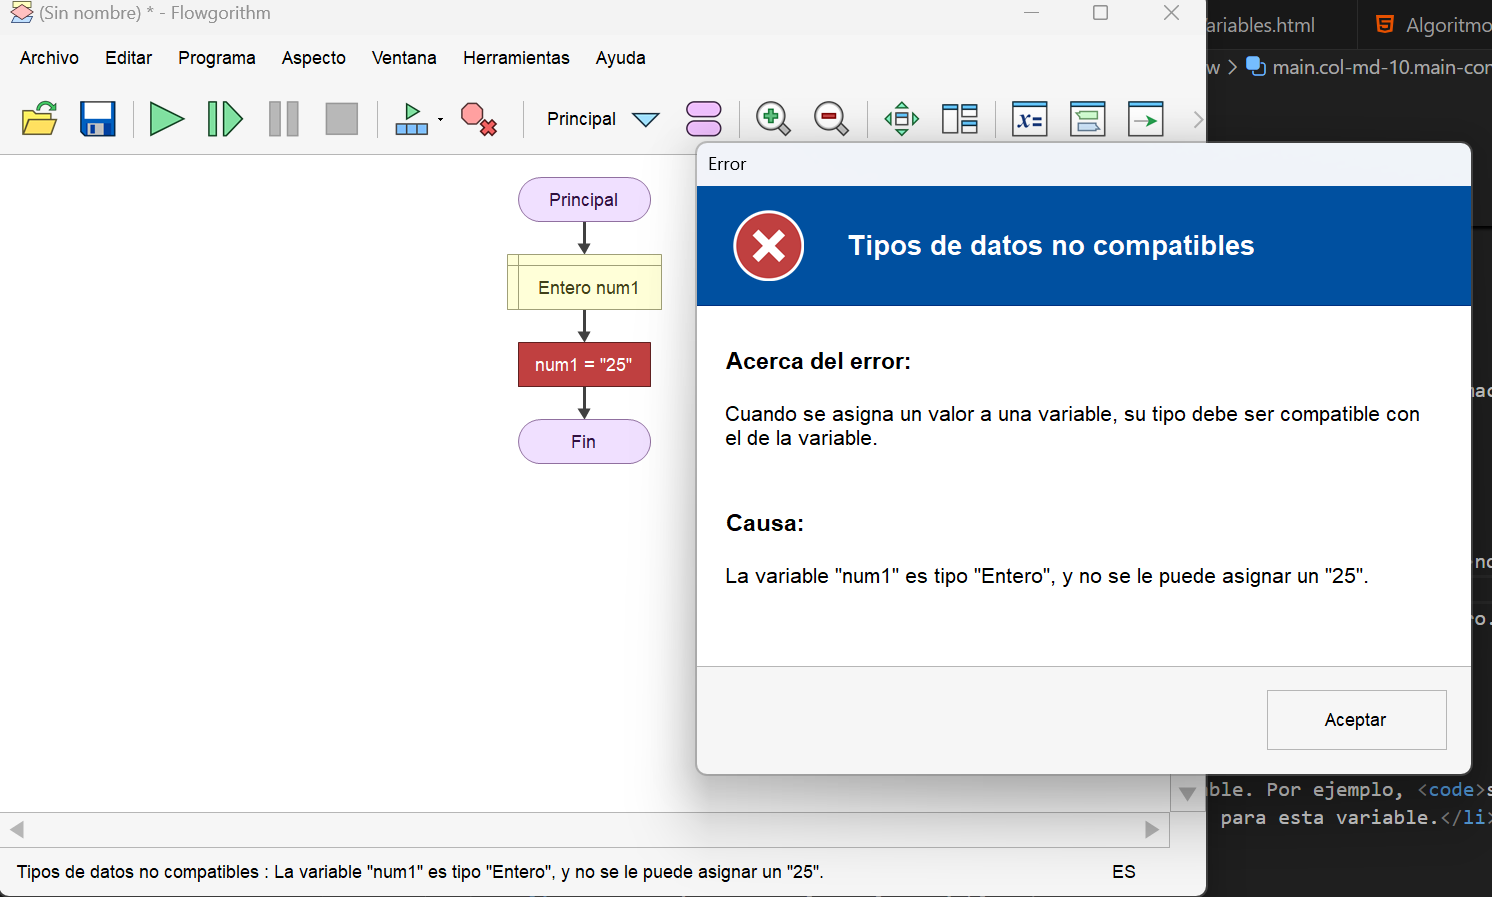 (Sin nombre) * - Flowgorithm
Archivo Editar Programa Aspecto Ventana Herramientas Ayuda
Principal
x=
Principal
Entero num1
num1 = "25"
Fin
Error
Tipos de datos no compatibles
Acerca del error:
Cuando se asigna un valor a una variable, su tipo debe ser compatible con
el de la variable.
Causa:
La variable "num1" es tipo "Entero", y no se le puede asignar un "25".
Aceptar
Tipos de datos no compatibles : La variable "num1" es tipo "Entero", y no se le puede asignar un "25".
ES
ariables.html
Algoritmo
w > main.col-md-10.main-con
ble. Por ejemplo, <code>s
para esta variable.</li>